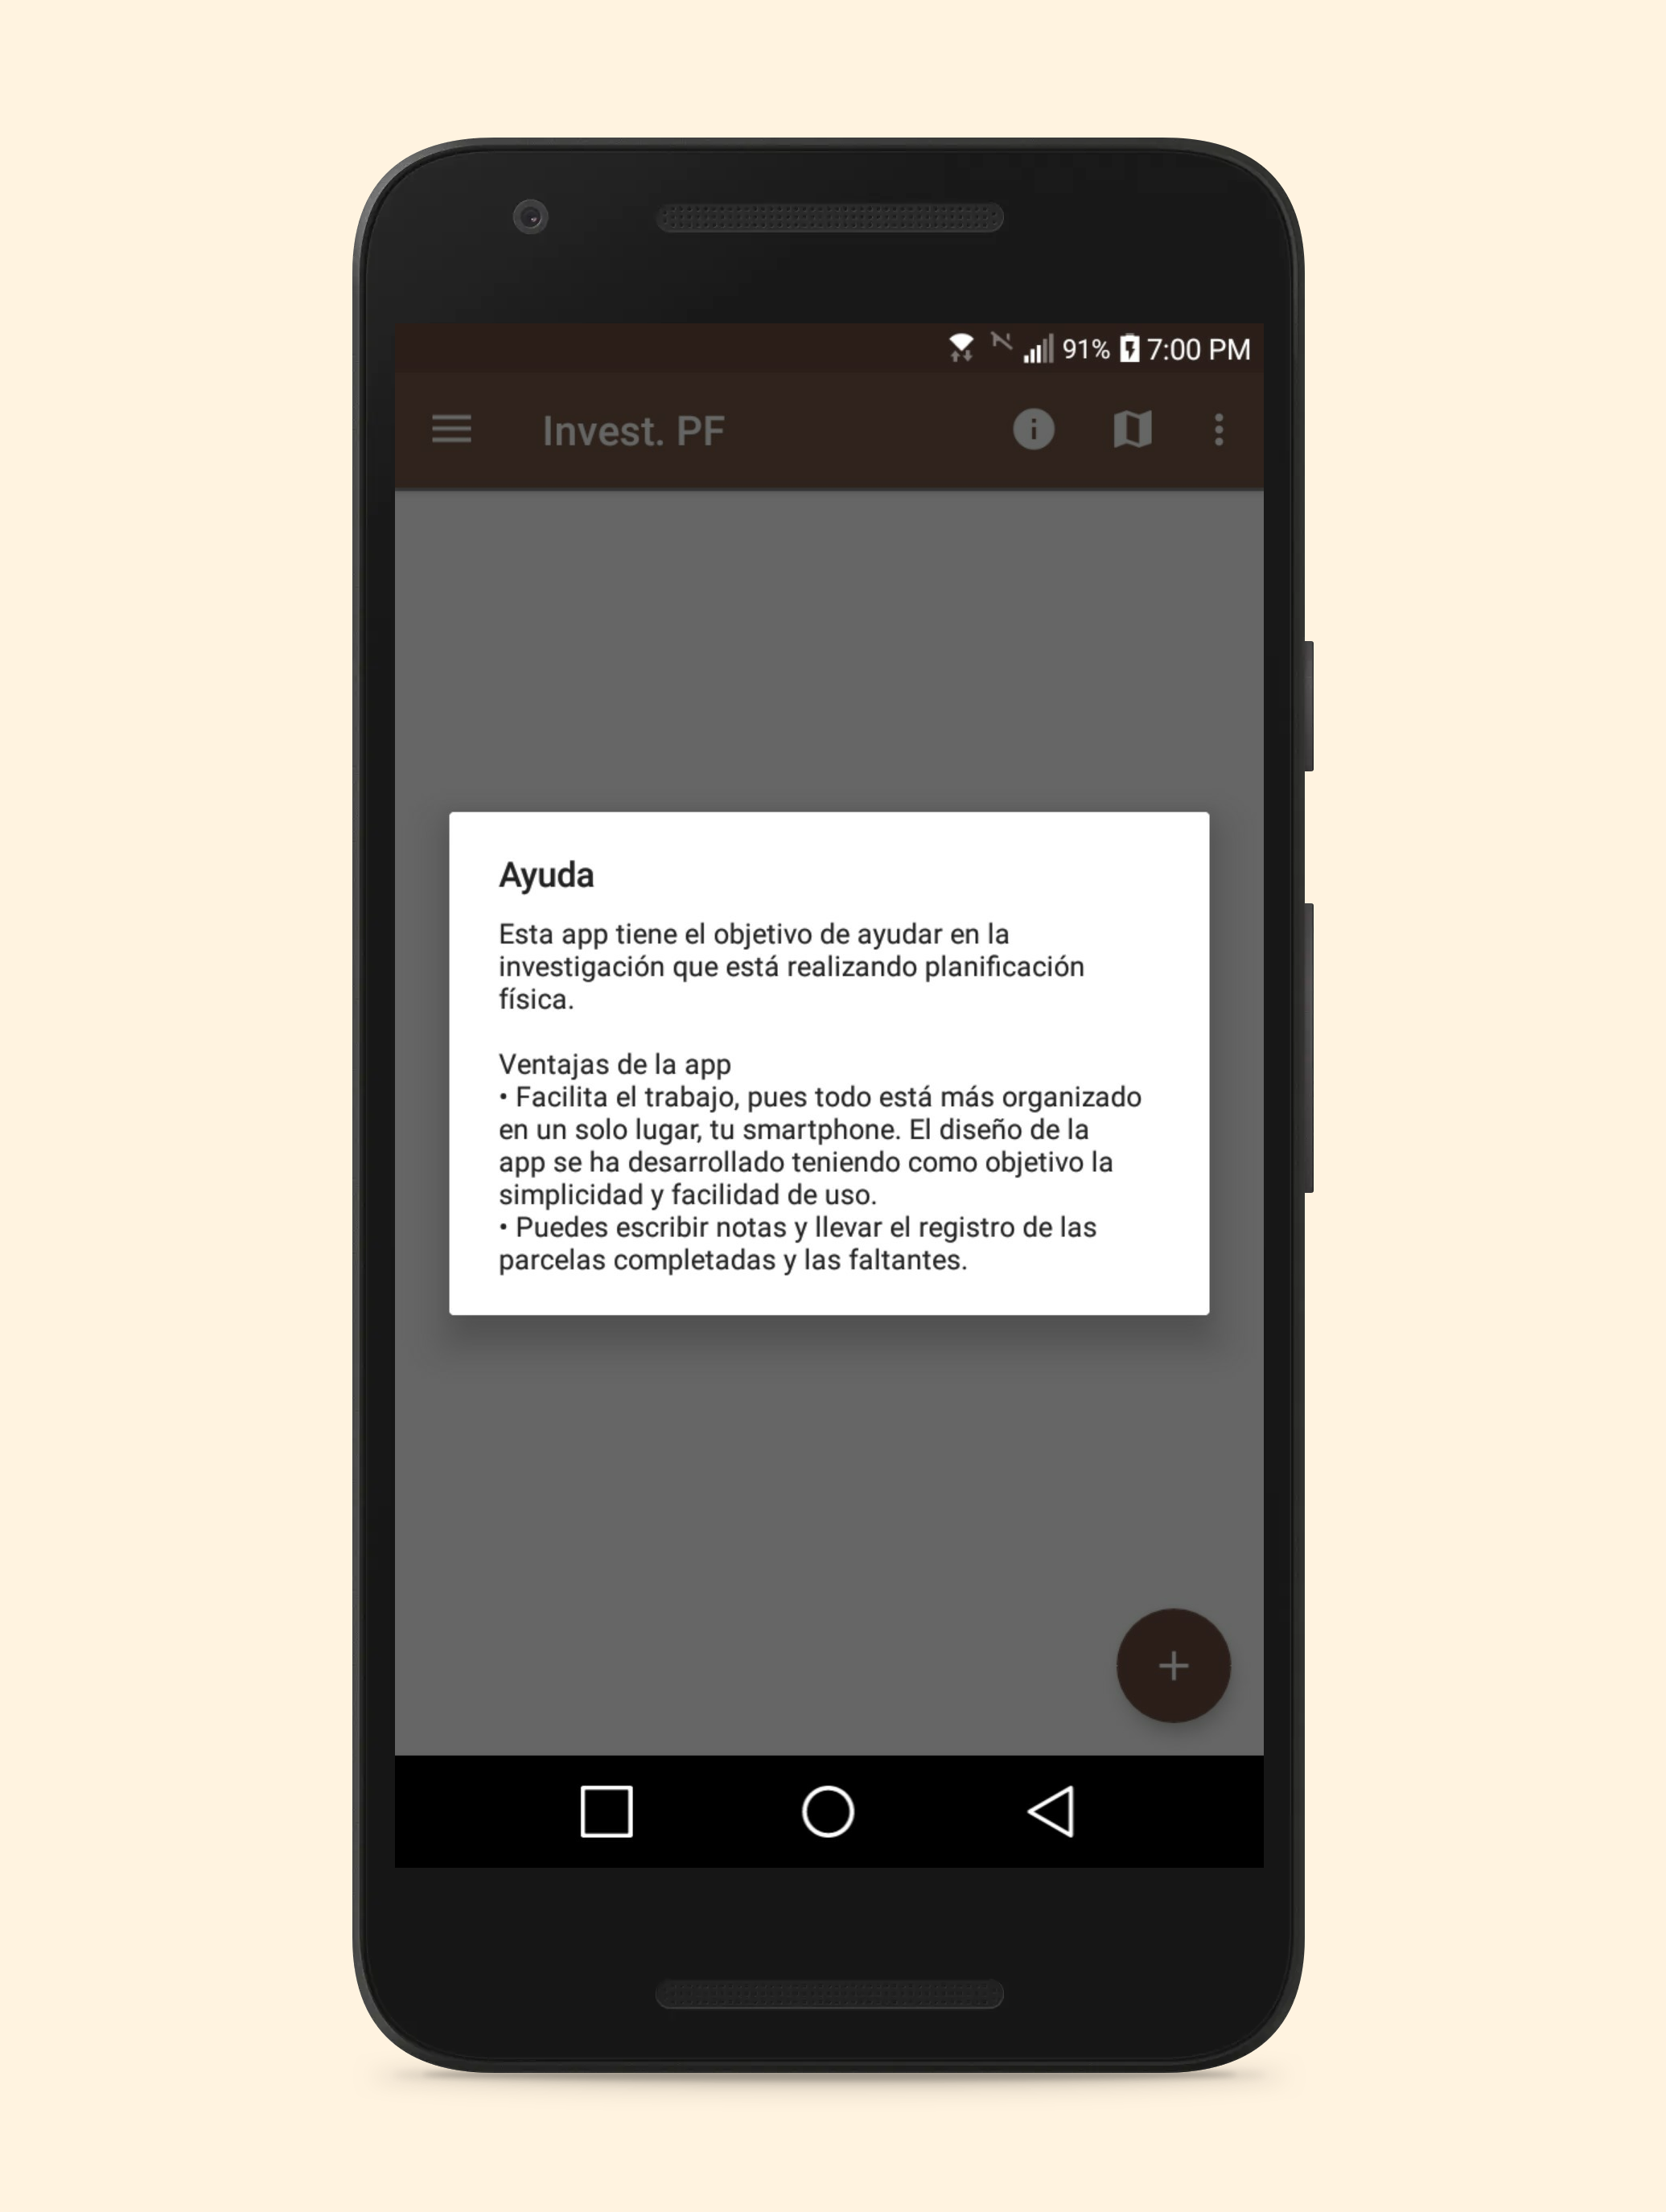 91% 7:00 PM
Invest. PF
Ayuda
Esta app tiene el objetivo de ayudar en la
investigación que está realizando planificación
física.
Ventajas de la app
• Facilita el trabajo, pues todo está más organizado
en un solo lugar, tu smartphone. El diseño de la
app se ha desarrollado teniendo como objetivo la
simplicidad y facilidad de uso.
• Puedes escribir notas y llevar el registro de las
parcelas completadas y las faltantes.